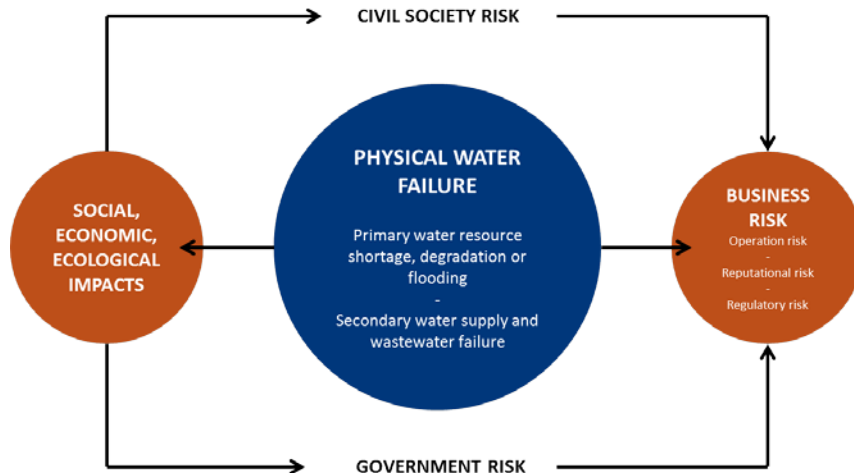 CIVIL SOCIETY RISK
PHYSICAL WATER
FAILURE
Primary water resource
shortage, degradation or
flooding
-
Secondary water supply and
wastewater failure
SOCIAL,
ECONOMIC,
ECOLOGICAL
IMPACTS
BUSINESS
RISK
Operation risk
-
Reputational risk
-
Regulatory risk
GOVERNMENT RISK